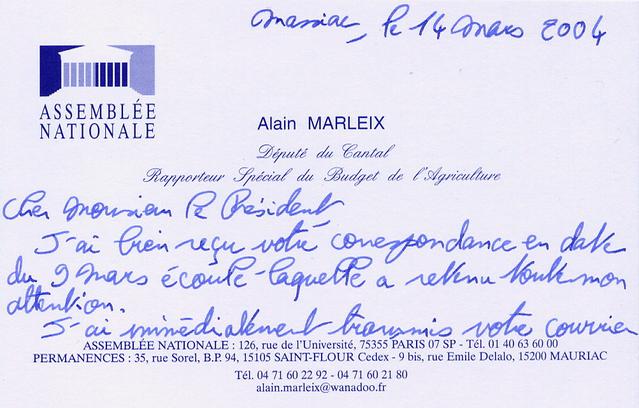 Massiac, le 14 mars 2004
ASSEMBLÉE
NATIONALE
Alain MARLEIX
Député du Cantal
Rapporteur Spécial du Budget de l'Agriculture
Cher Monsieur le Président
J'ai bien reçu votre correspondance en date
du 9 mars laquelle a retenu toute mon
attention.
J'ai immédiatement transmis votre courrier
ASSEMBLÉE NATIONALE : 126, rue de l'Université, 75355 PARIS 07 SP - Tél. 01 40 63 60 00
PERMANENCES : 35, rue Sorel, B.P. 94, 15105 SAINT-FLOUR Cedex - 9 bis, rue Emile Delalo, 15200 MAURIAC
Tél. 04 71 60 22 92 - 04 71 60 21 80
alain.marleix@wanadoo.fr